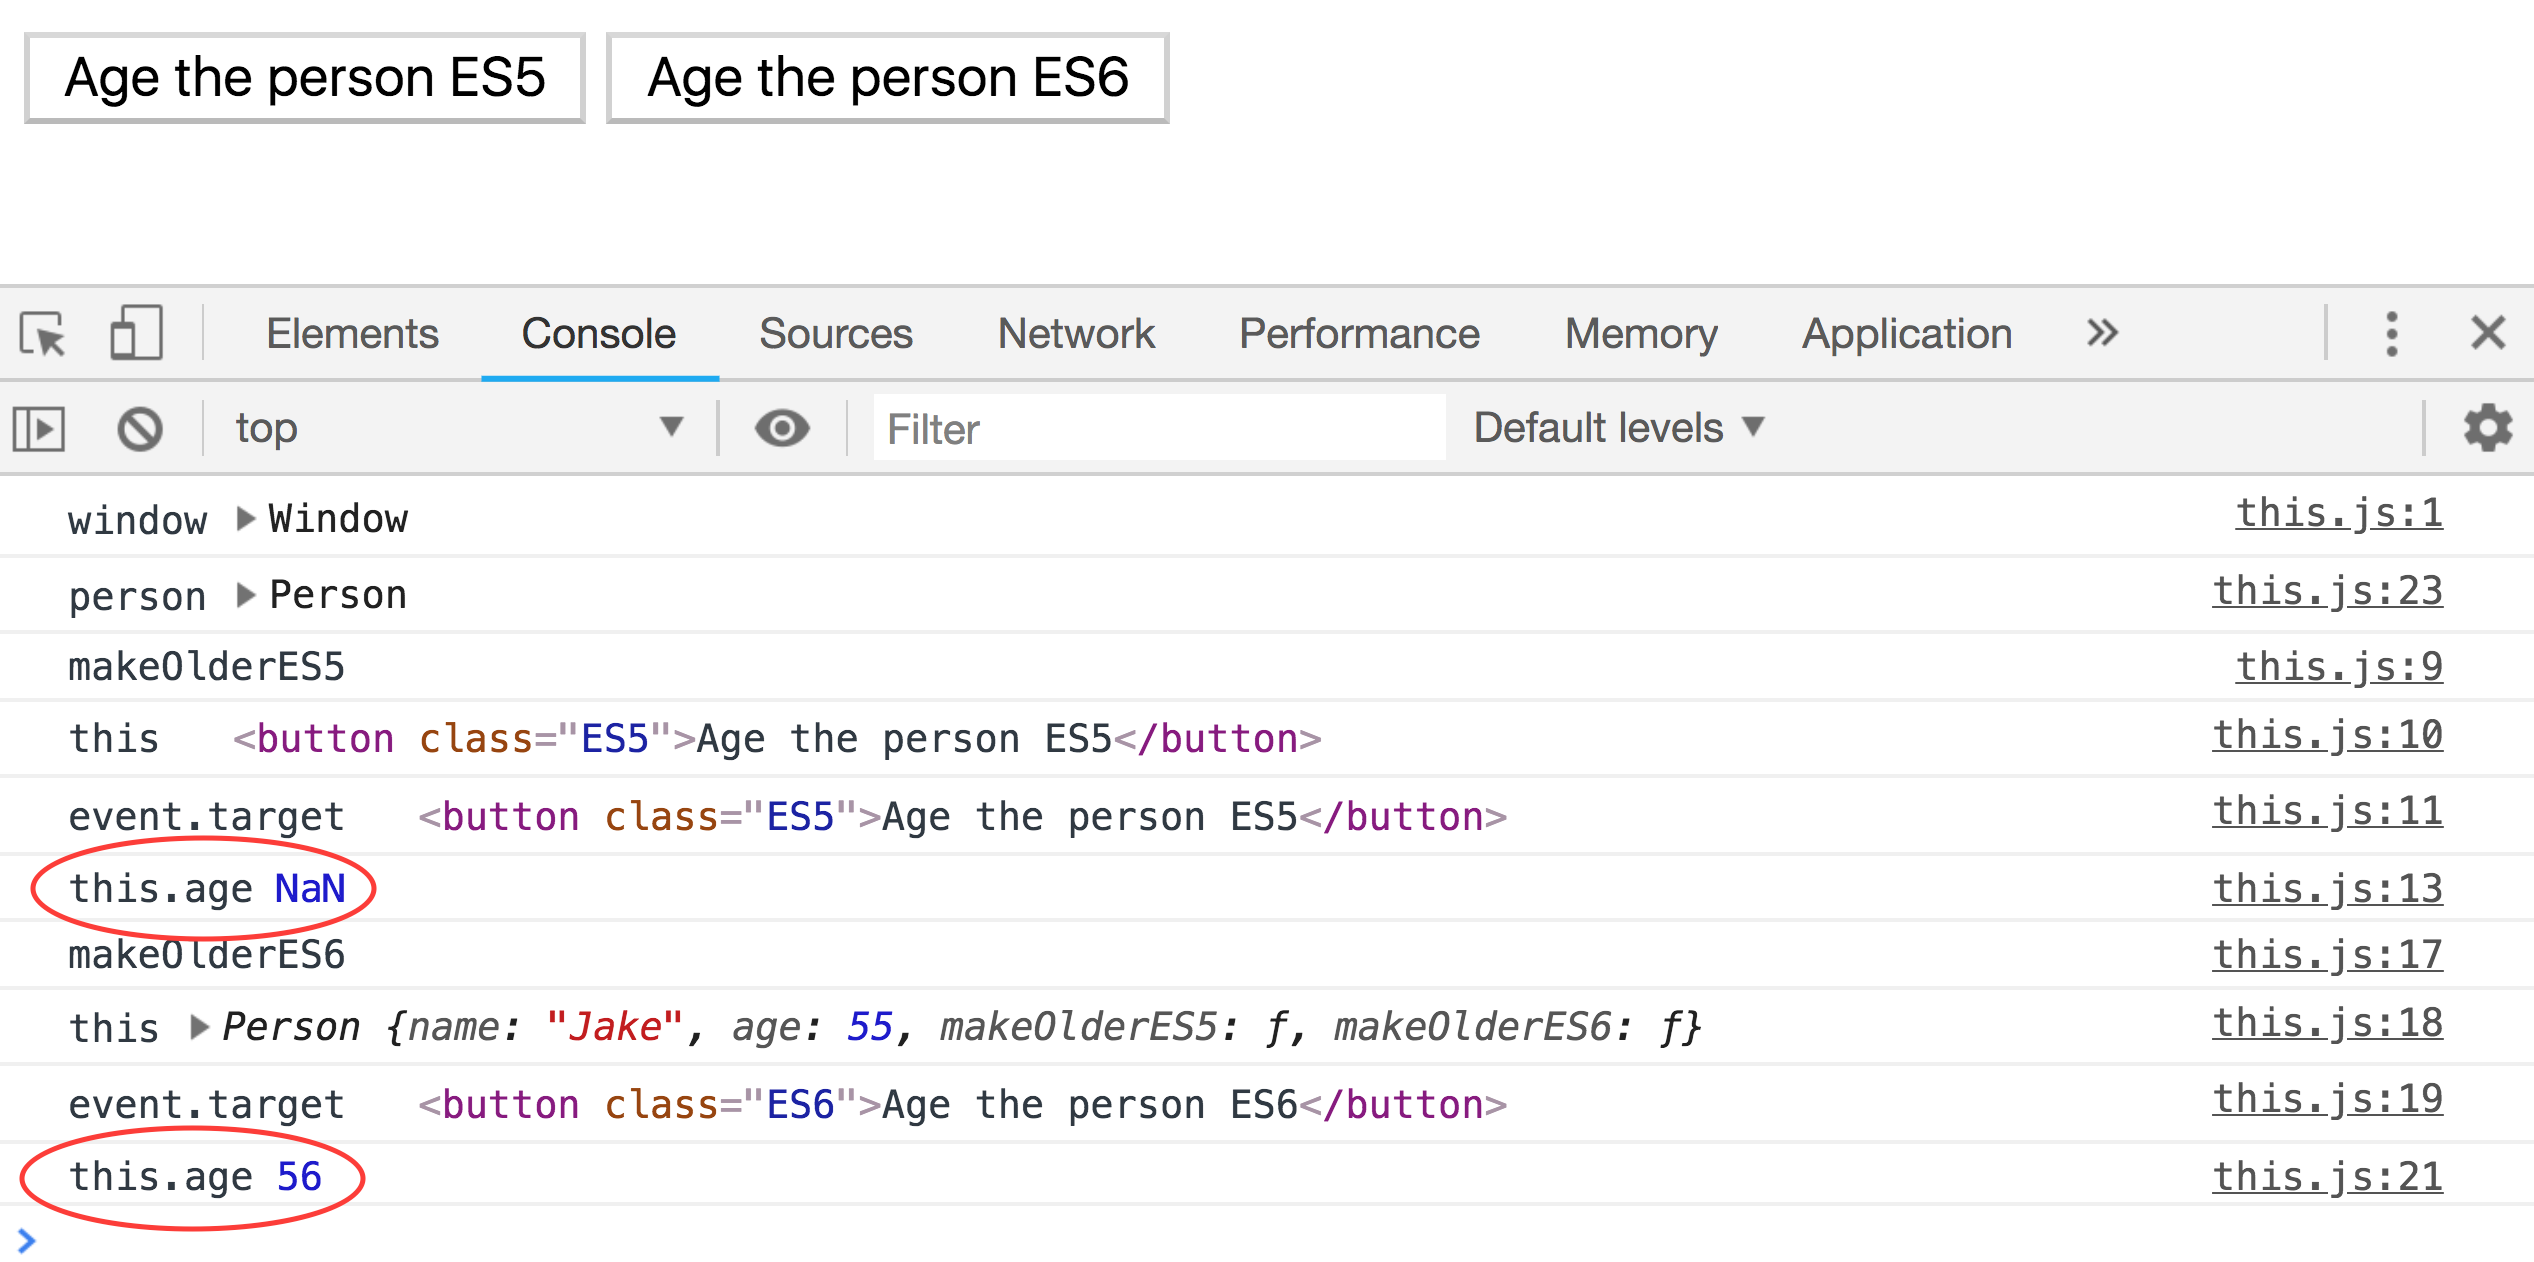 Age the person ES5 Age the person ES6
Elements Console Sources Network Performance Memory Application
top Filter Default levels
window Window this.js:1
person Person this.js:23
makeOlderES5 this.js:9
this <button class="ES5">Age the person ES5</button> this.js:10
event.target <button class="ES5">Age the person ES5</button> this.js:11
this.age NaN this.js:13
makeOlderES6 this.js:17
this Person {name: "Jake", age: 55, makeOlderES5: ƒ, makeOlderES6: ƒ} this.js:18
event.target <button class="ES6">Age the person ES6</button> this.js:19
this.age 56 this.js:21